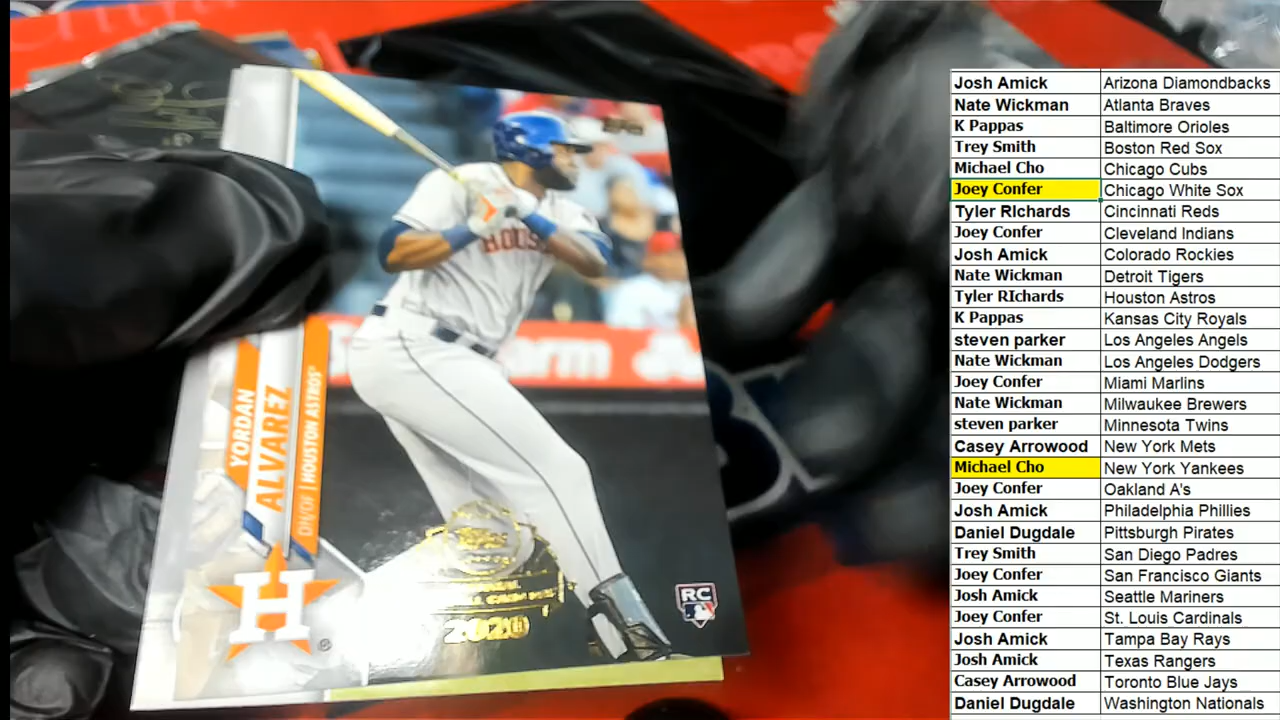 YORDAN
ALVAREZ
DH/OF | HOUSTON ASTROS®
H
®
HOUS
2020
RC
Josh Amick Arizona Diamondbacks
Nate Wickman Atlanta Braves
K Pappas Baltimore Orioles
Trey Smith Boston Red Sox
Michael Cho Chicago Cubs
Joey Confer Chicago White Sox
Tyler RIchards Cincinnati Reds
Joey Confer Cleveland Indians
Josh Amick Colorado Rockies
Nate Wickman Detroit Tigers
Tyler RIchards Houston Astros
K Pappas Kansas City Royals
steven parker Los Angeles Angels
Nate Wickman Los Angeles Dodgers
Joey Confer Miami Marlins
Nate Wickman Milwaukee Brewers
steven parker Minnesota Twins
Casey Arrowood New York Mets
Michael Cho New York Yankees
Joey Confer Oakland A's
Josh Amick Philadelphia Phillies
Daniel Dugdale Pittsburgh Pirates
Trey Smith San Diego Padres
Joey Confer San Francisco Giants
Josh Amick Seattle Mariners
Joey Confer St. Louis Cardinals
Josh Amick Tampa Bay Rays
Josh Amick Texas Rangers
Casey Arrowood Toronto Blue Jays
Daniel Dugdale Washington Nationals